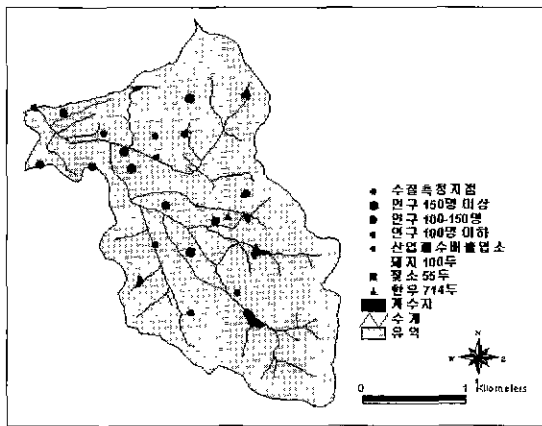 수질측정지점
인구 150명 이상
인구 100-150명
인구 100명 이하
산업폐수배출업소
돼지 100두
젖소 55두
한우 714두
저수지
수계
유역
N
W
E
S
0 1 Kilometers